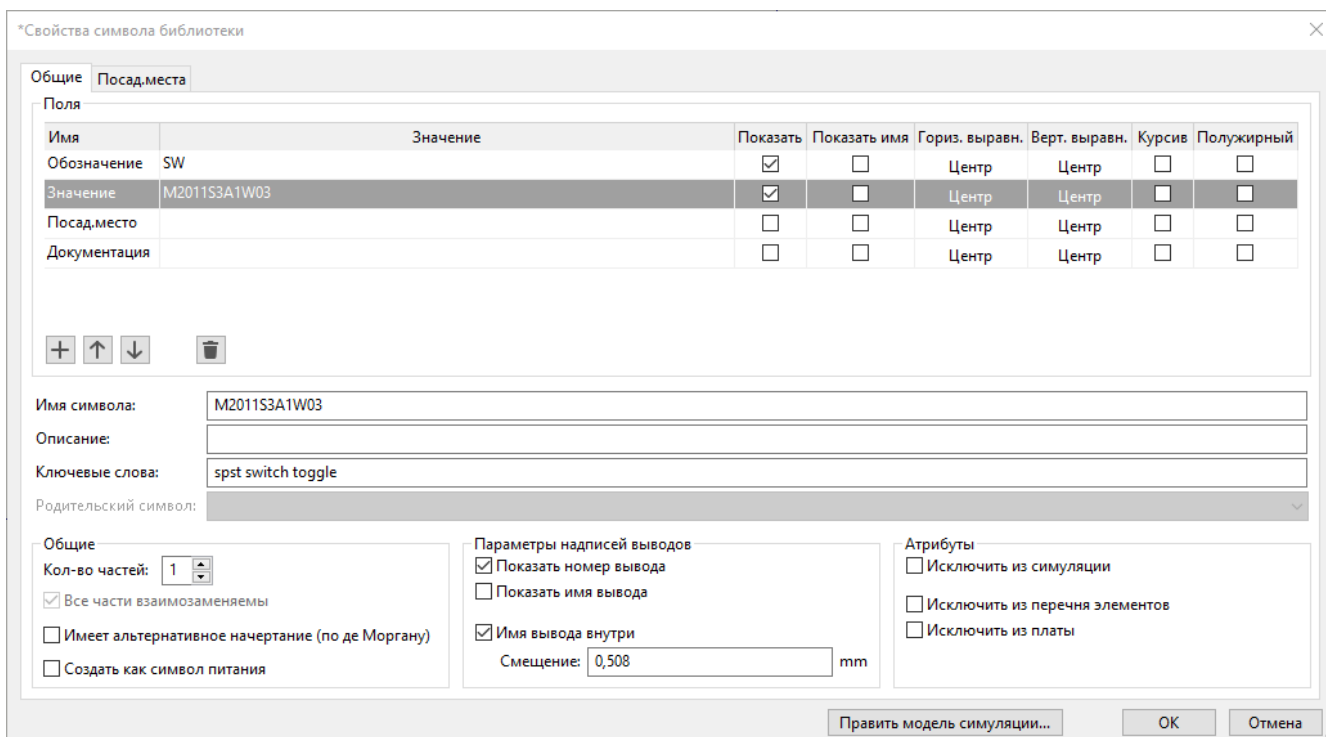 *Свойства символа библиотеки
Общие Посад.места
Поля
Имя Значение Показать Показать имя Гориз. выравн. Верт. выравн. Курсив Полужирный
Обозначение SW Центр Центр
Значение M2011S3A1W03 Центр Центр
Посад.место Центр Центр
Документация Центр Центр
Имя символа: M2011S3A1W03
Описание:
Ключевые слова: spst switch toggle
Родительский символ:
Общие
Кол-во частей: 1
Все части взаимозаменяемы
Имеет альтернативное начертание (по де Моргану)
Создать как символ питания
Параметры надписей выводов
Показать номер вывода
Показать имя вывода
Имя вывода внутри
Смещение: 0,508 mm
Атрибуты
Исключить из симуляции
Исключить из перечня элементов
Исключить из платы
Править модель симуляции... OK Отмена